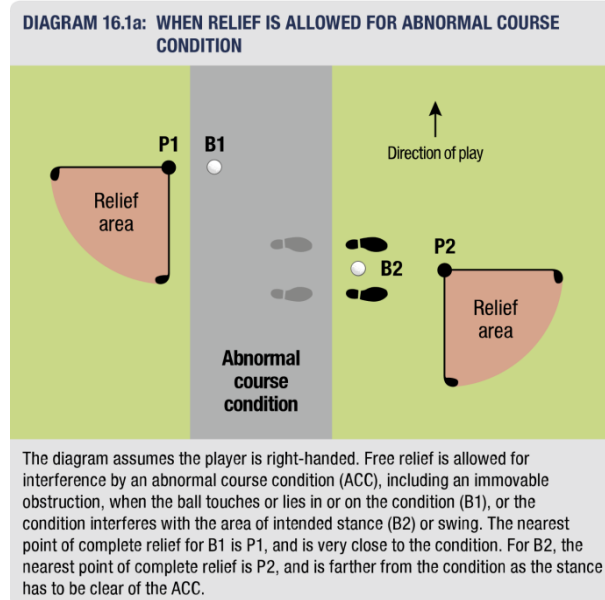 DIAGRAM 16.1a: WHEN RELIEF IS ALLOWED FOR ABNORMAL COURSE
CONDITION
P1 B1
Direction of play
Relief
area
P2
B2
Relief
area
Abnormal
course
condition
The diagram assumes the player is right-handed. Free relief is allowed for
interference by an abnormal course condition (ACC), including an immovable
obstruction, when the ball touches or lies in or on the condition (B1), or the
condition interferes with the area of intended stance (B2) or swing. The nearest
point of complete relief for B1 is P1, and is very close to the condition. For B2, the
nearest point of complete relief is P2, and is farther from the condition as the stance
has to be clear of the ACC.